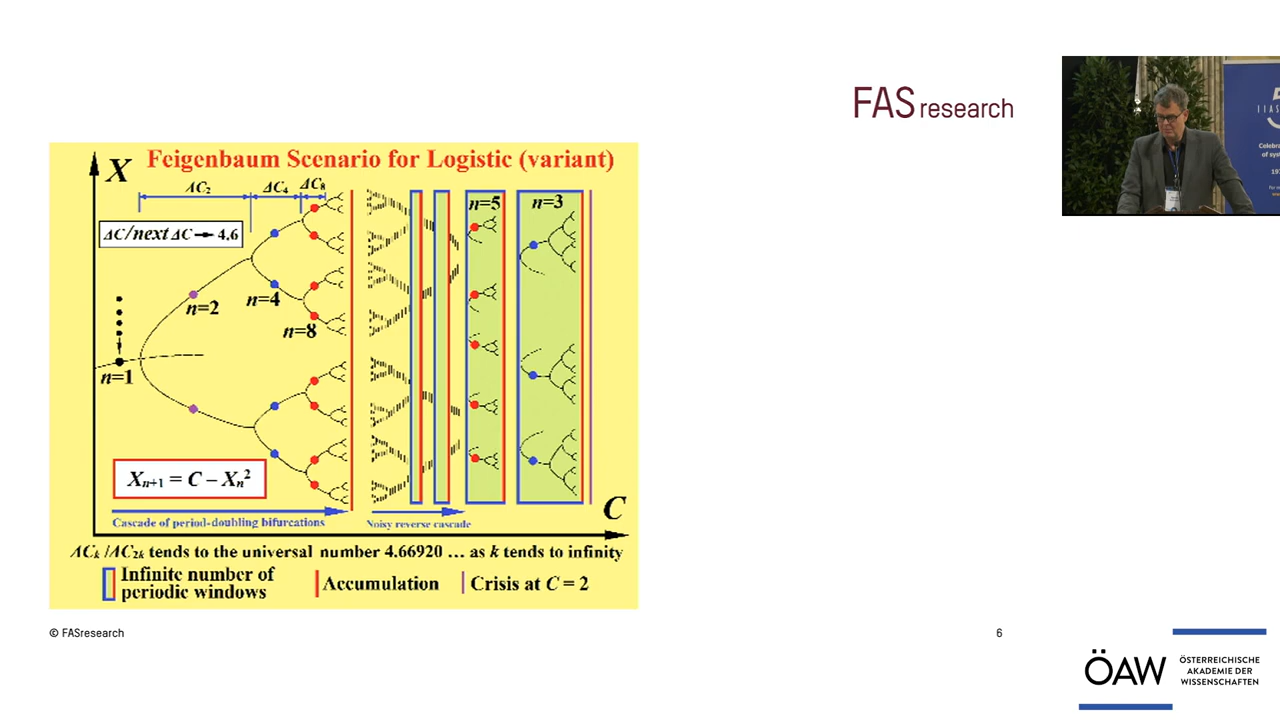 FAS research
Feigenbaum Scenario for Logistic (variant)
X
ΔC₂
ΔC₄
ΔC₈
ΔC/next ΔC → 4.6
n=1
n=2
n=4
n=8
n=5
n=3
Xₙ₊₁ = C – Xₙ²
C
Cascade of period-doubling bifurcations
Noisy reverse cascade
ΔCₖ /ΔC₂ₖ tends to the universal number 4.66920 ... as k tends to infinity
Infinite number of
periodic windows
Accumulation
Crisis at C = 2
© FASresearch
6
ÖAW
ÖSTERREICHISCHE
AKADEMIE DER
WISSENSCHAFTEN